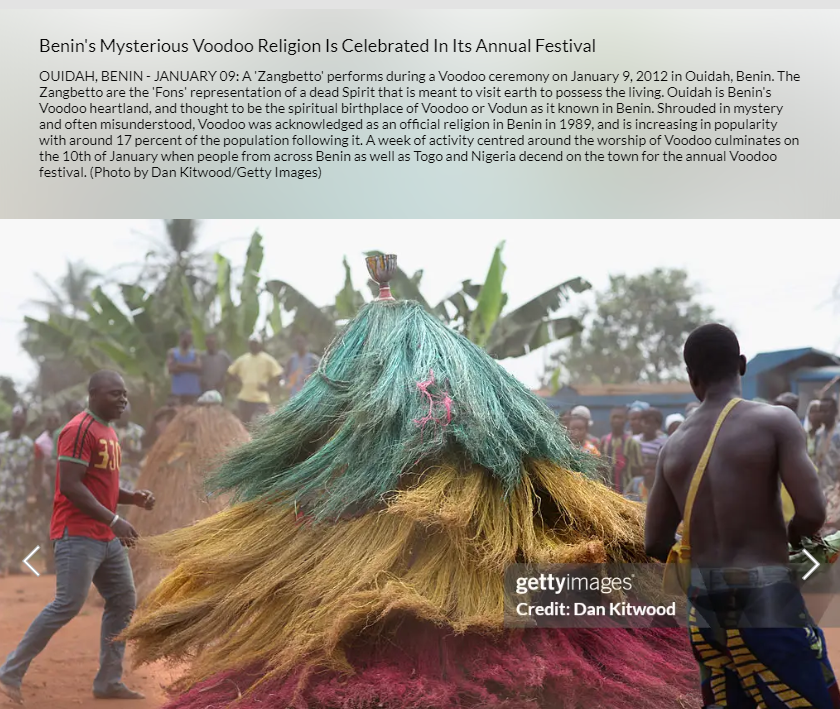 Benin's Mysterious Voodoo Religion Is Celebrated In Its Annual Festival
OUIDAH, BENIN - JANUARY 09: A 'Zangbetto' performs during a Voodoo ceremony on January 9, 2012 in Ouidah, Benin. The
Zangbetto are the 'Fons' representation of a dead Spirit that is meant to visit earth to possess the living. Ouidah is Benin's
Voodoo heartland, and thought to be the spiritual birthplace of Voodoo or Vodun as it known in Benin. Shrouded in mystery
and often misunderstood, Voodoo was acknowledged as an official religion in Benin in 1989, and is increasing in popularity
with around 17 percent of the population following it. A week of activity centred around the worship of Voodoo culminates on
the 10th of January when people from across Benin as well as Togo and Nigeria decend on the town for the annual Voodoo
festival. (Photo by Dan Kitwood/Getty Images)
330
gettyimages®
Credit: Dan Kitwood